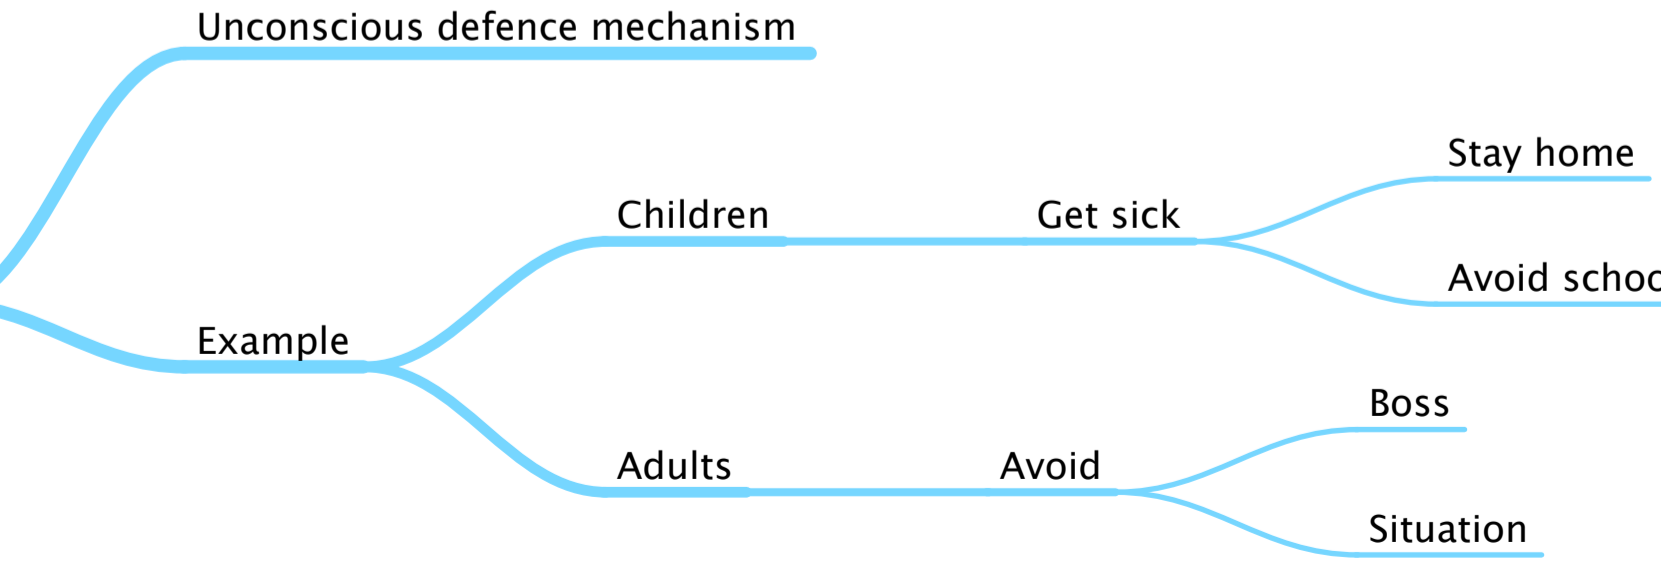 Unconscious defence mechanism
Stay home
Children
Get sick
Avoid
Example
Boss
Adults
Avoid
Situation